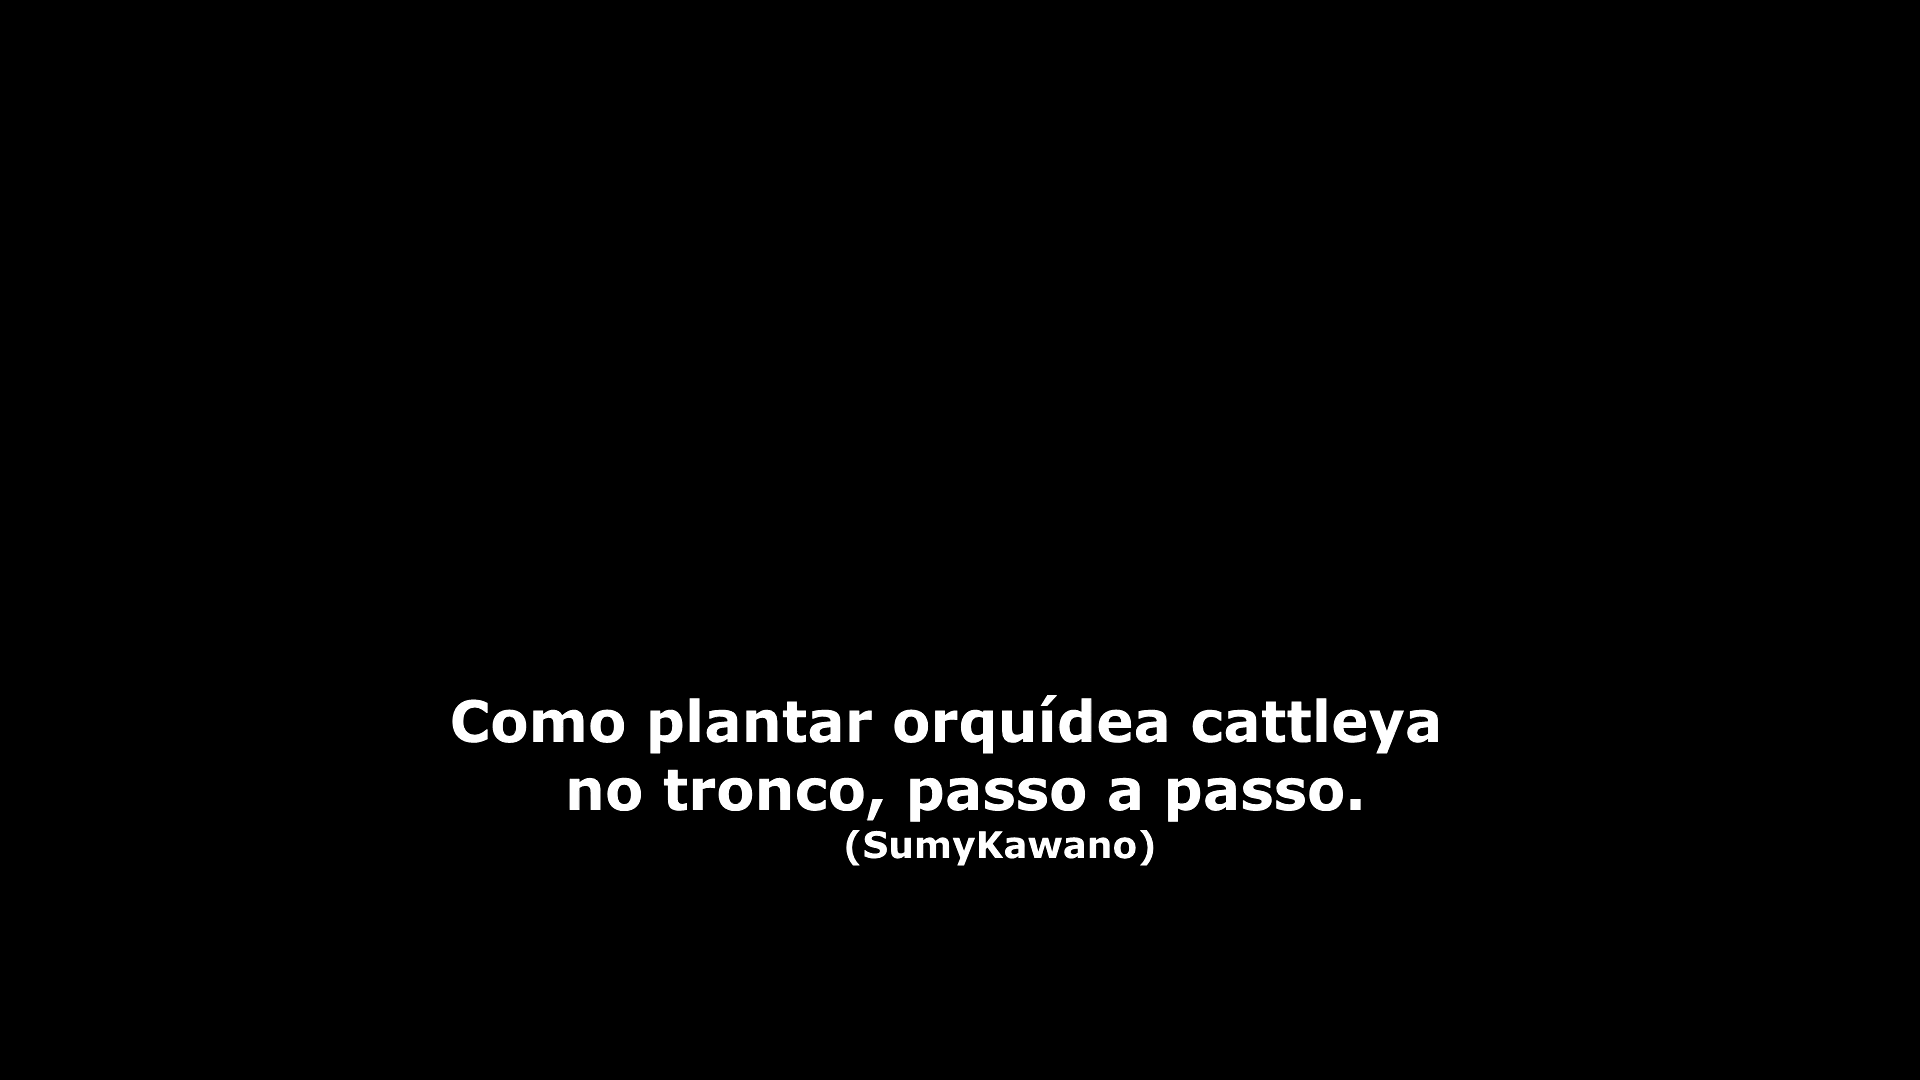 Como plantar orquídea cattleya
no tronco, passo a passo.
(SumyKawano)